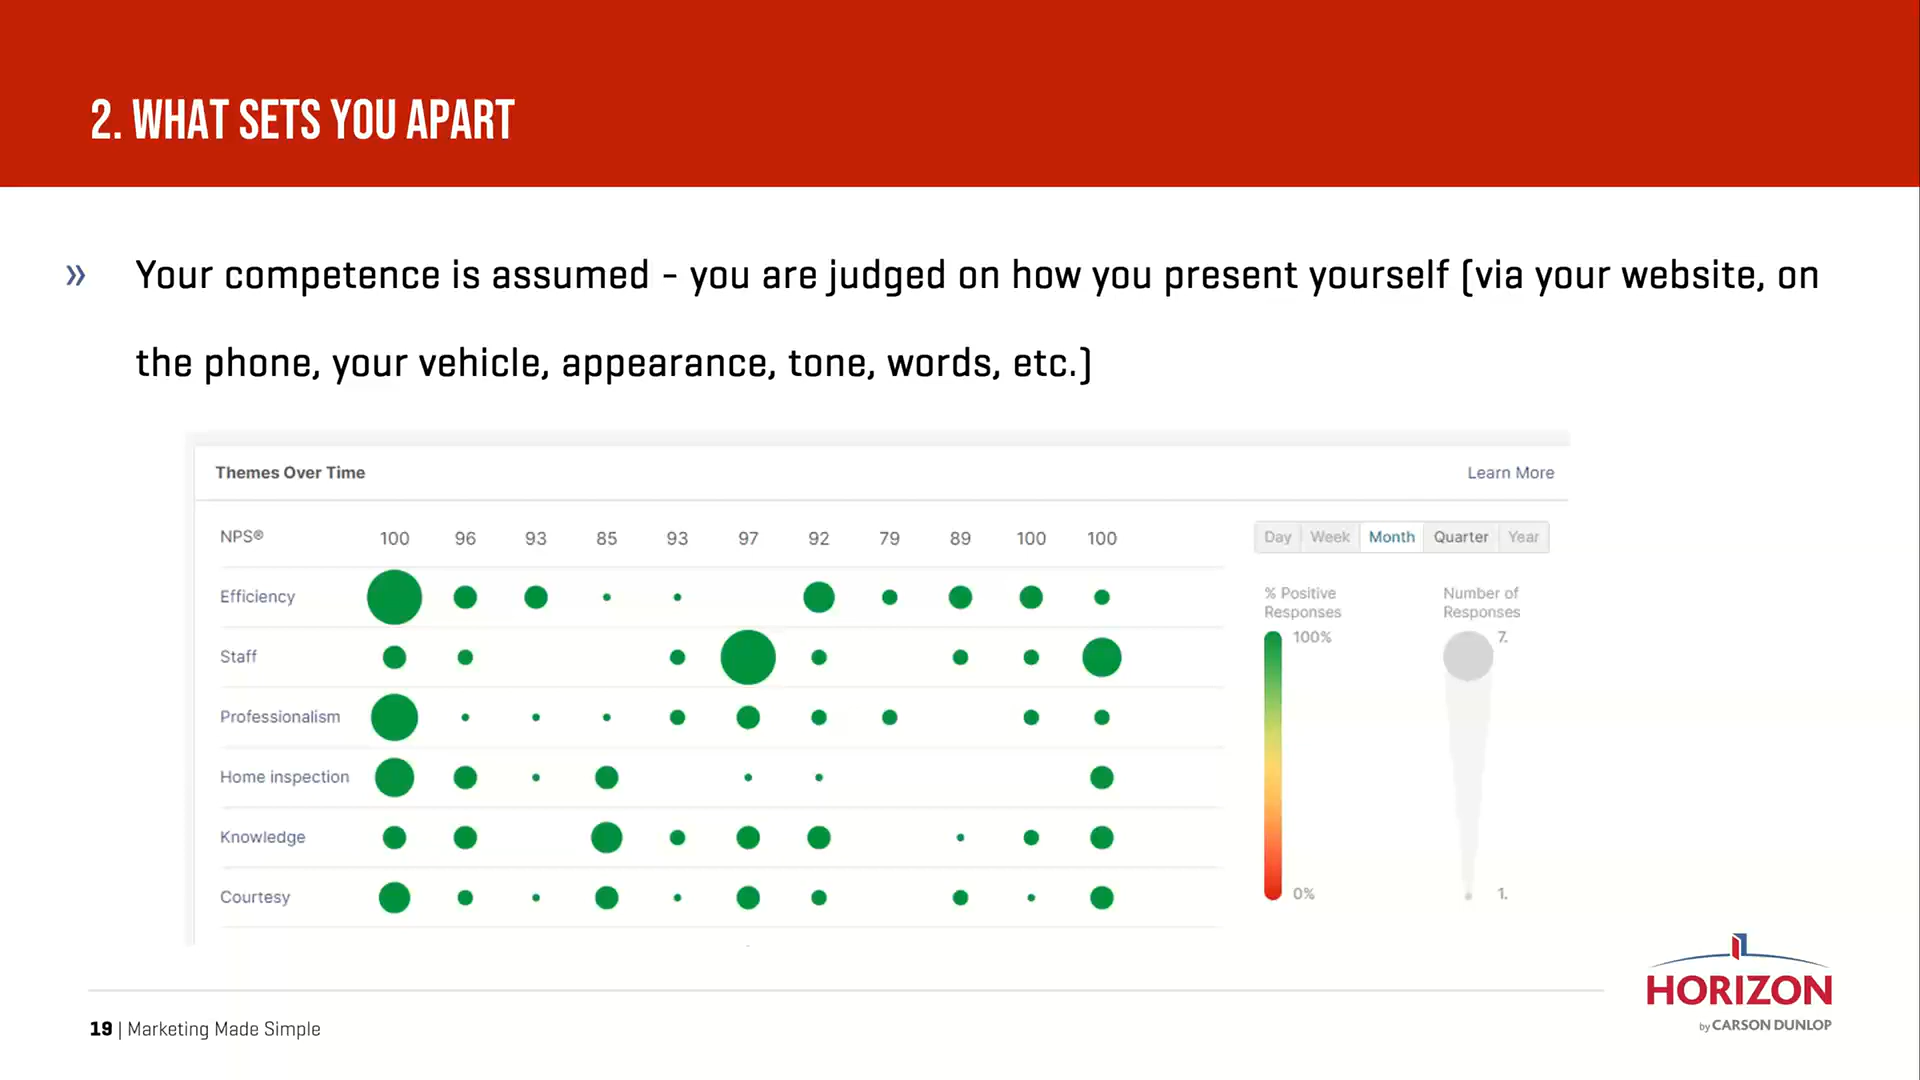 2. WHAT SETS YOU APART
» Your competence is assumed – you are judged on how you present yourself (via your website, on
the phone, your vehicle, appearance, tone, words, etc.)
Themes Over Time
Learn More
NPS® 100 96 93 85 93 97 92 79 89 100 100
Day Week Month Quarter Year
Efficiency
Staff
Professionalism
Home inspection
Knowledge
Courtesy
% Positive
Responses
100%
0%
Number of
Responses
7.
1.
HORIZON
by CARSON DUNLOP
19 | Marketing Made Simple